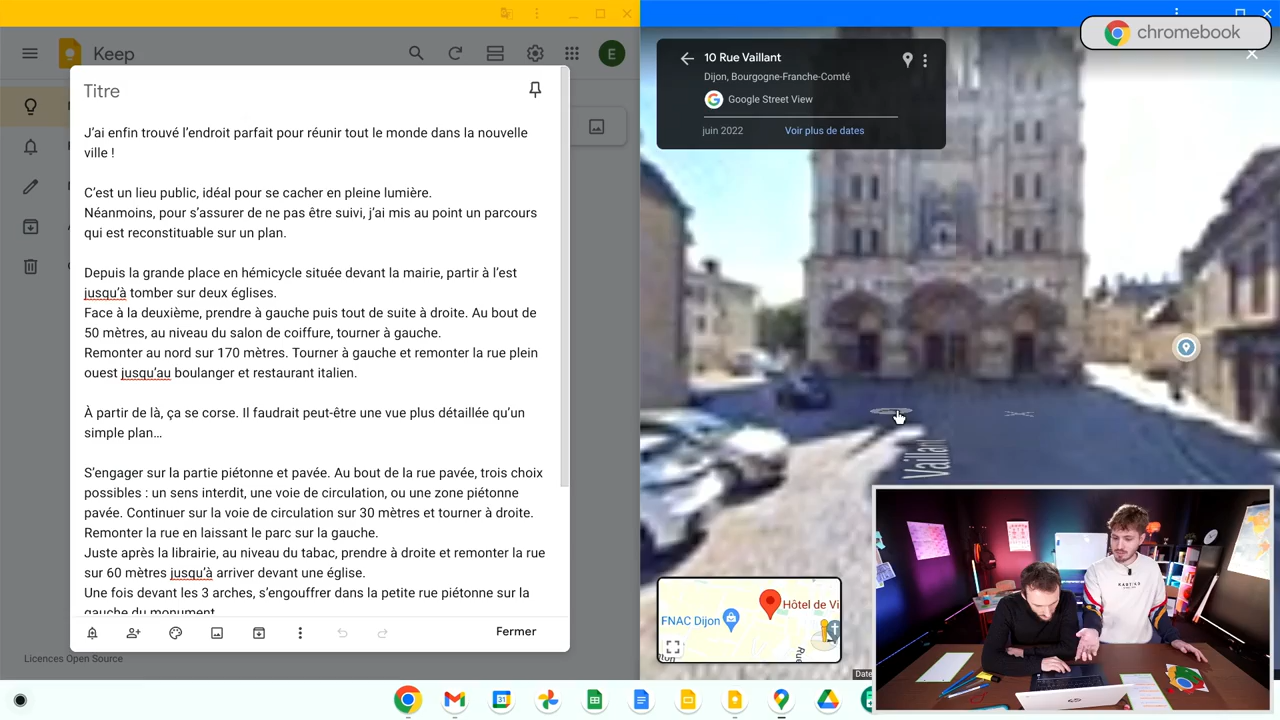 Keep
E
Titre
J'ai enfin trouvé l'endroit parfait pour réunir tout le monde dans la nouvelle
ville !
C'est un lieu public, idéal pour se cacher en pleine lumière.
Néanmoins, pour s'assurer de ne pas être suivi, j'ai mis au point un parcours
qui est reconstituable sur un plan.
Depuis la grande place en hémicycle située devant la mairie, partir à l'est
jusqu'à tomber sur deux églises.
Face à la deuxième, prendre à gauche puis tout de suite à droite. Au bout de
50 mètres, au niveau du salon de coiffure, tourner à gauche.
Remonter au nord sur 170 mètres. Tourner à gauche et remonter la rue plein
ouest jusqu'au boulanger et restaurant italien.
À partir de là, ça se corse. Il faudrait peut-être une vue plus détaillée qu'un
simple plan…
S'engager sur la partie piétonne et pavée. Au bout de la rue pavée, trois choix
possibles : un sens interdit, une voie de circulation, ou une zone piétonne
pavée. Continuer sur la voie de circulation sur 30 mètres et tourner à droite.
Remonter la rue en laissant le parc sur la gauche.
Juste après la librairie, au niveau du tabac, prendre à droite et remonter la rue
sur 60 mètres jusqu'à arriver devant une église.
Une fois devant les 3 arches, s'engouffrer dans la petite rue piétonne sur la
gauche du monument
Fermer
Licences Open Source
chromebook
10 Rue Vaillant
Dijon, Bourgogne-Franche-Comté
Google Street View
juin 2022
Voir plus de dates
Vaillant
FNAC Dijon
Hôtel de Vi
Rue
Date
31